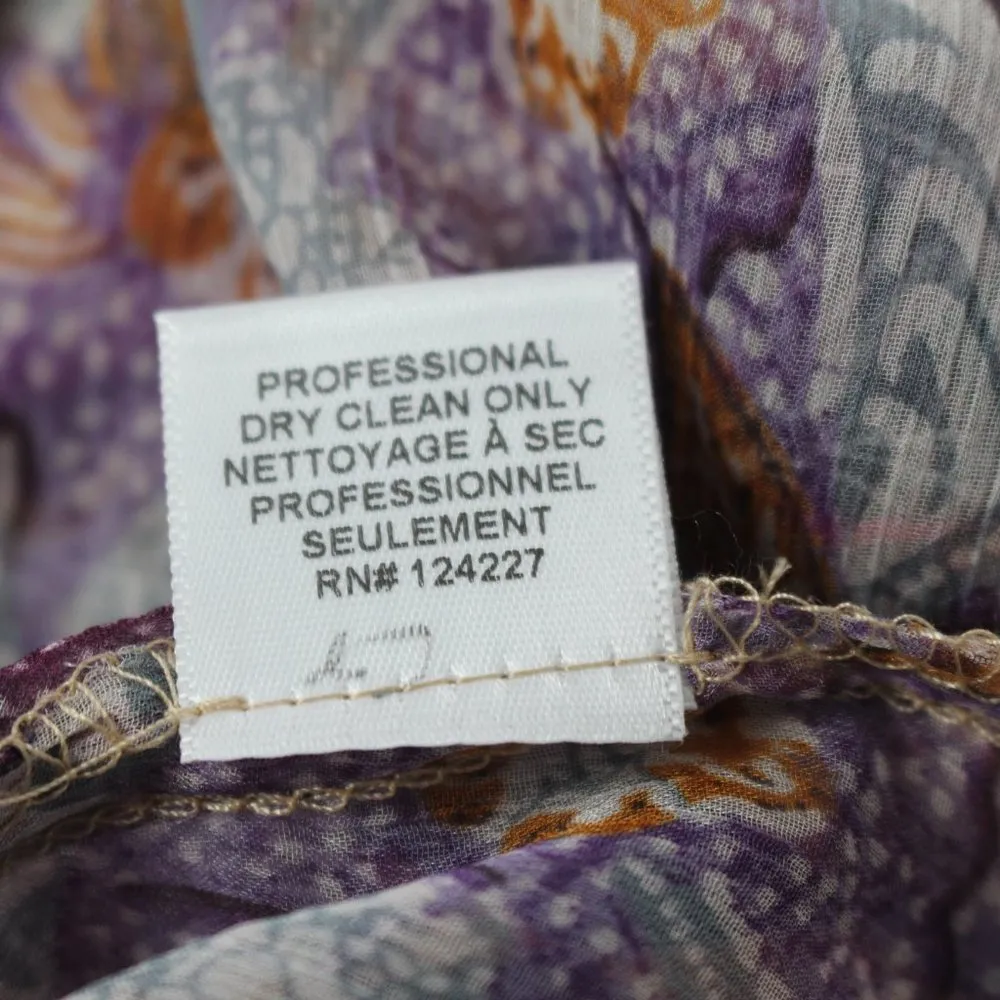 PROFESSIONAL
DRY CLEAN ONLY
NETTOYAGE À SEC
PROFESSIONNEL
SEULEMENT
RN# 124227